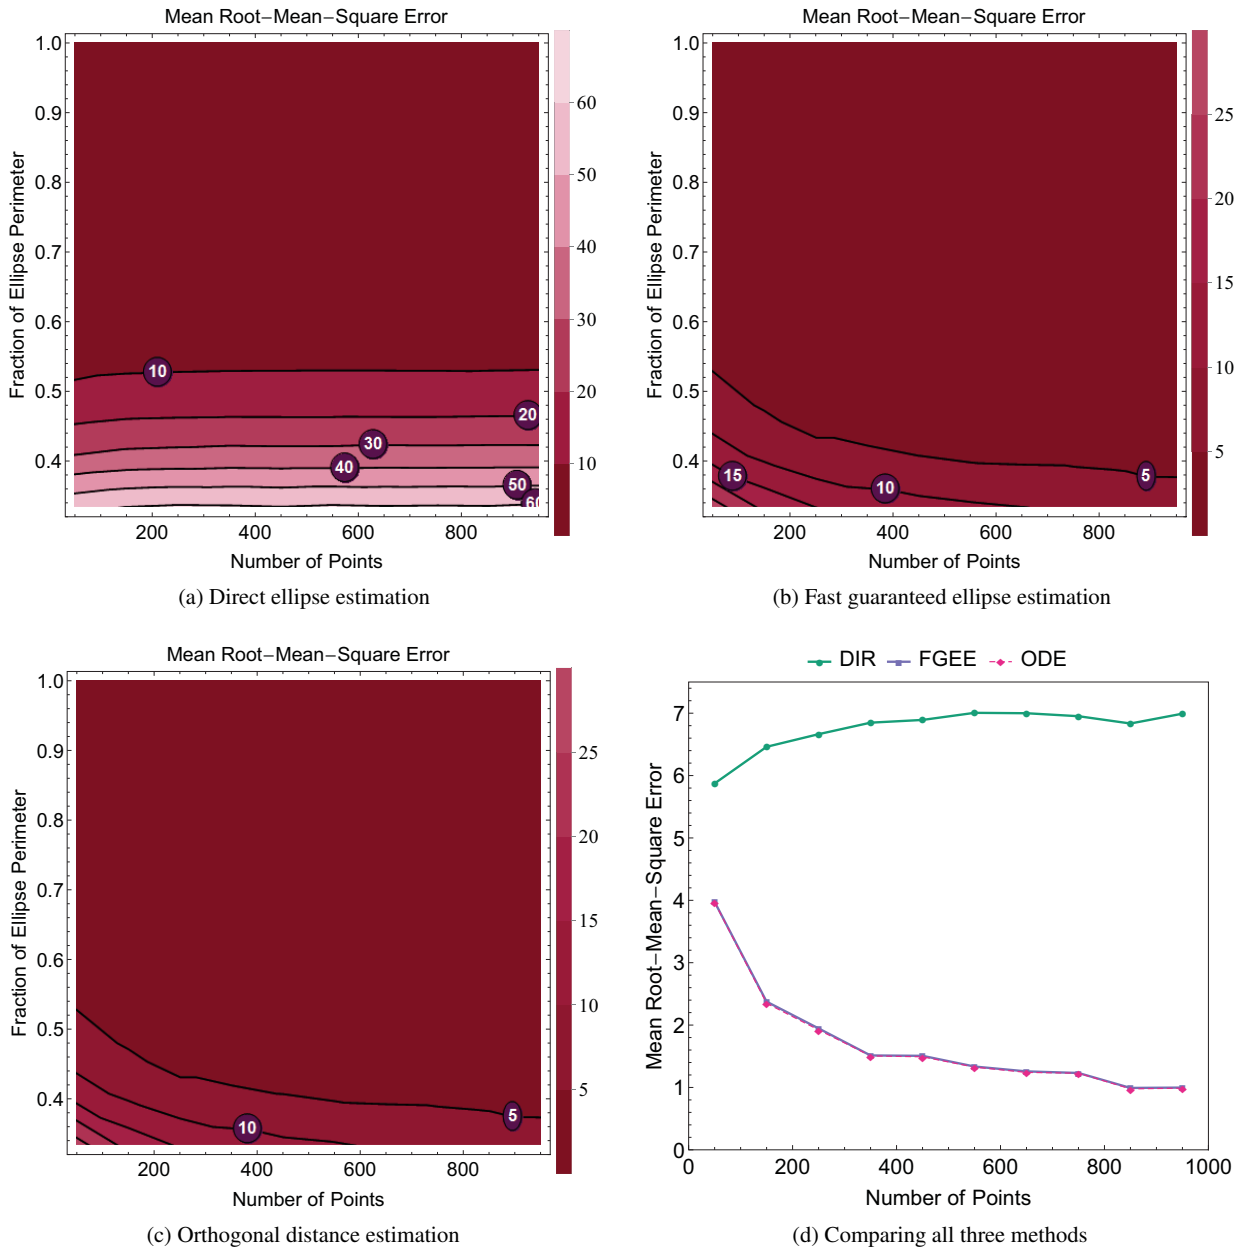 Mean Root−Mean−Square Error
1.0
0.9
0.8
0.7
0.6
0.5
0.4
Fraction of Ellipse Perimeter
10
20
30
40
50
60
60
50
40
30
20
10
200 400 600 800
Number of Points
(a) Direct ellipse estimation
Mean Root−Mean−Square Error
1.0
0.9
0.8
0.7
0.6
0.5
0.4
Fraction of Ellipse Perimeter
15
10
5
25
20
15
10
5
200 400 600 800
Number of Points
(b) Fast guaranteed ellipse estimation
Mean Root−Mean−Square Error
1.0
0.9
0.8
0.7
0.6
0.5
0.4
Fraction of Ellipse Perimeter
10
5
25
20
15
10
5
200 400 600 800
Number of Points
(c) Orthogonal distance estimation
DIR FGEE ODE
7
6
5
4
3
2
1
0
Mean Root−Mean−Square Error
0 200 400 600 800 1000
Number of Points
(d) Comparing all three methods